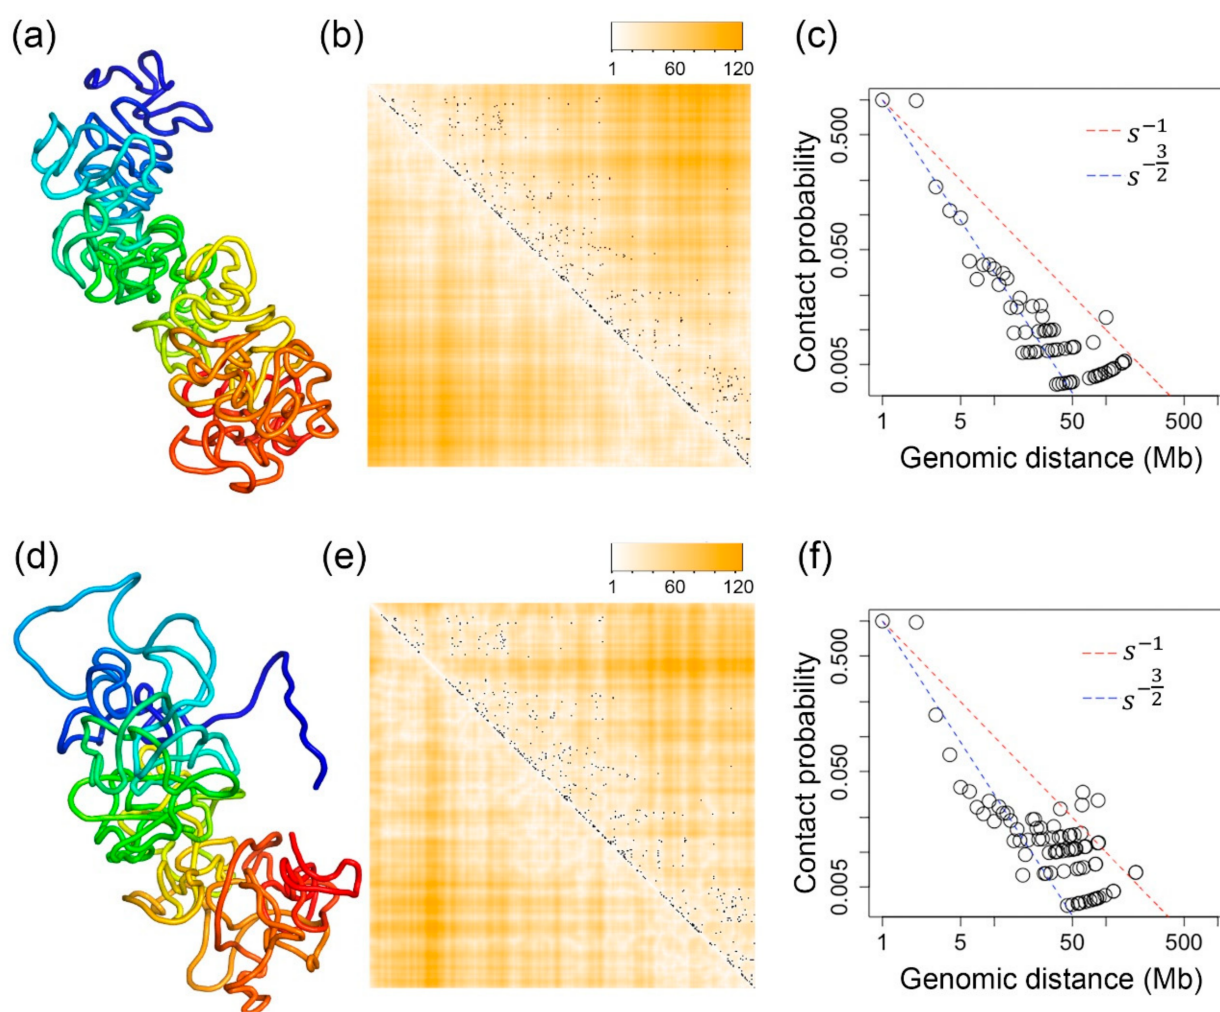 (a)
(b)
1 60 120
(c)
Contact probability
0.500
0.050
0.005
s^{-1}
s^{-\frac{3}{2}}
1 5 50 500
Genomic distance (Mb)
(d)
(e)
1 60 120
(f)
Contact probability
0.500
0.050
0.005
s^{-1}
s^{-\frac{3}{2}}
1 5 50 500
Genomic distance (Mb)